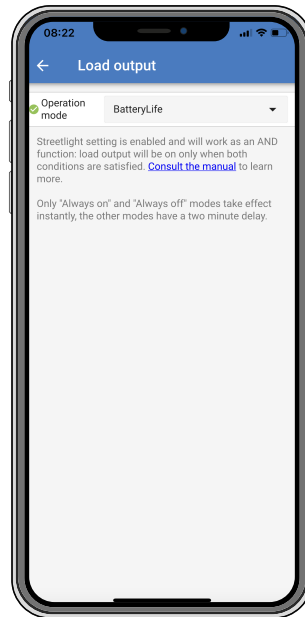 08:22
Load output
Operation
mode
BatteryLife
Streetlight setting is enabled and will work as an AND
function: load output will be on only when both
conditions are satisfied. Consult the manual to learn
more.
Only "Always on" and "Always off" modes take effect
instantly, the other modes have a two minute delay.